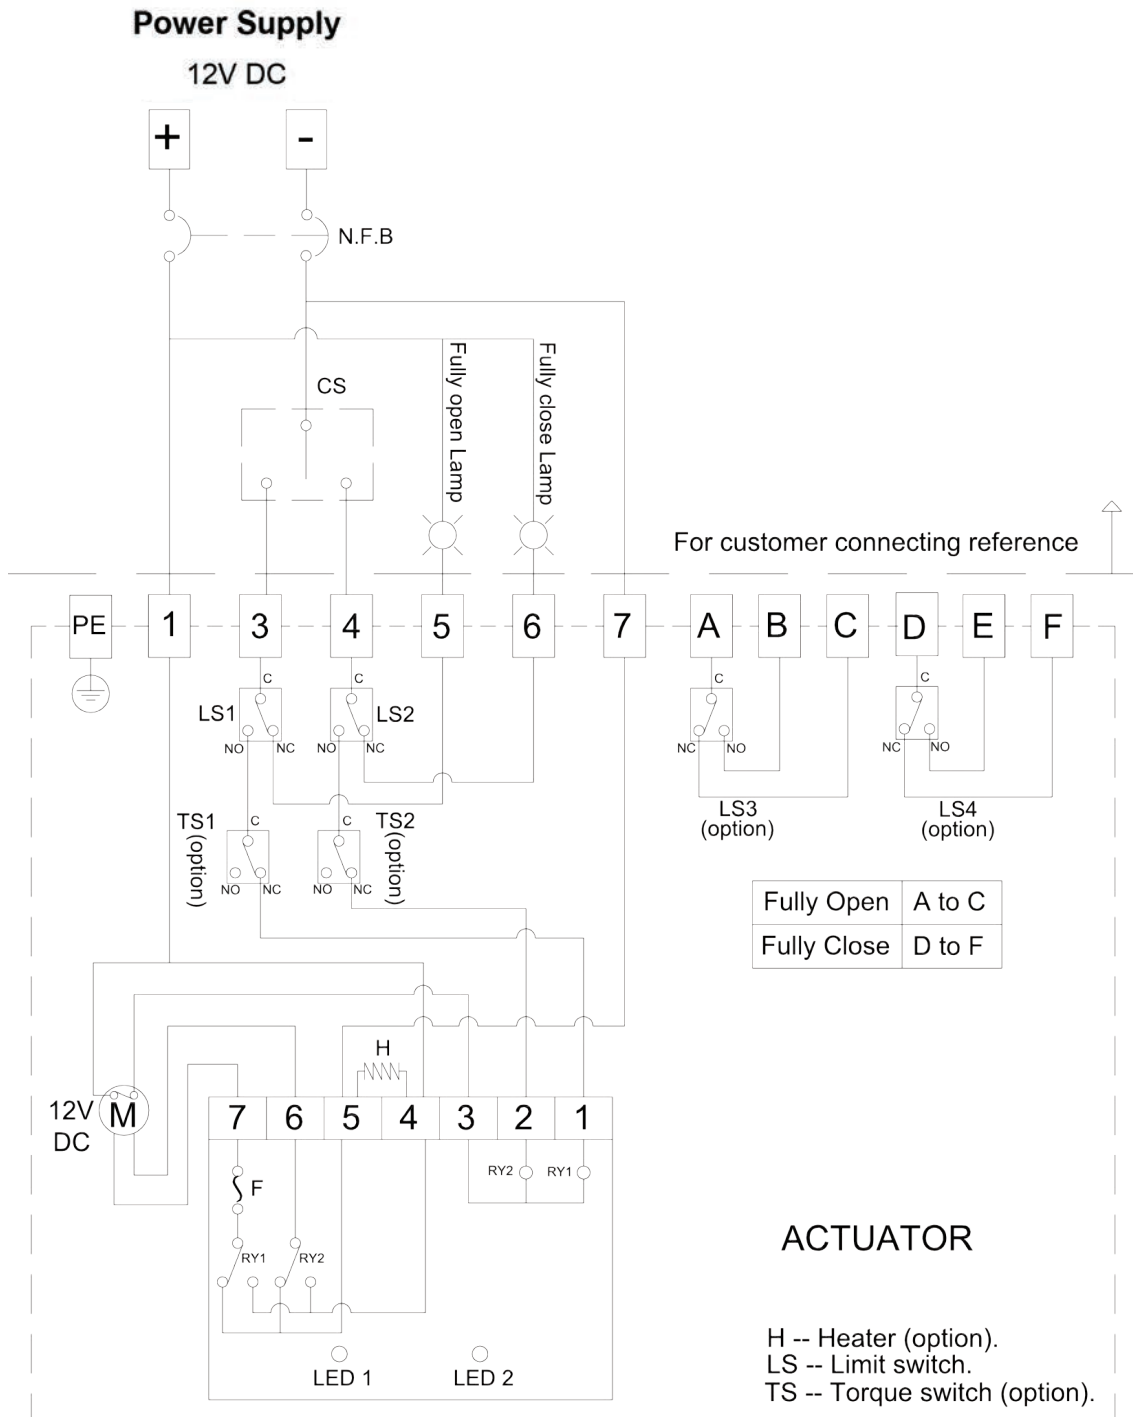 Power Supply
12V DC
+ -
N.F.B
CS
Fully open Lamp
Fully close Lamp
For customer connecting reference
PE 1 3 4 5 6 7 A B C D E F
C C C C
LS1 LS2
NO NC NO NC NC NO NC NO
LS3
(option)
LS4
(option)
TS1
(option)
C C
TS2
(option)
NO NC NO NC
Fully Open A to C
Fully Close D to F
H
12V
DC
M
7 6 5 4 3 2 1
RY2 RY1
F
RY1 RY2
ACTUATOR
LED 1 LED 2
H -- Heater (option).
LS -- Limit switch.
TS -- Torque switch (option).